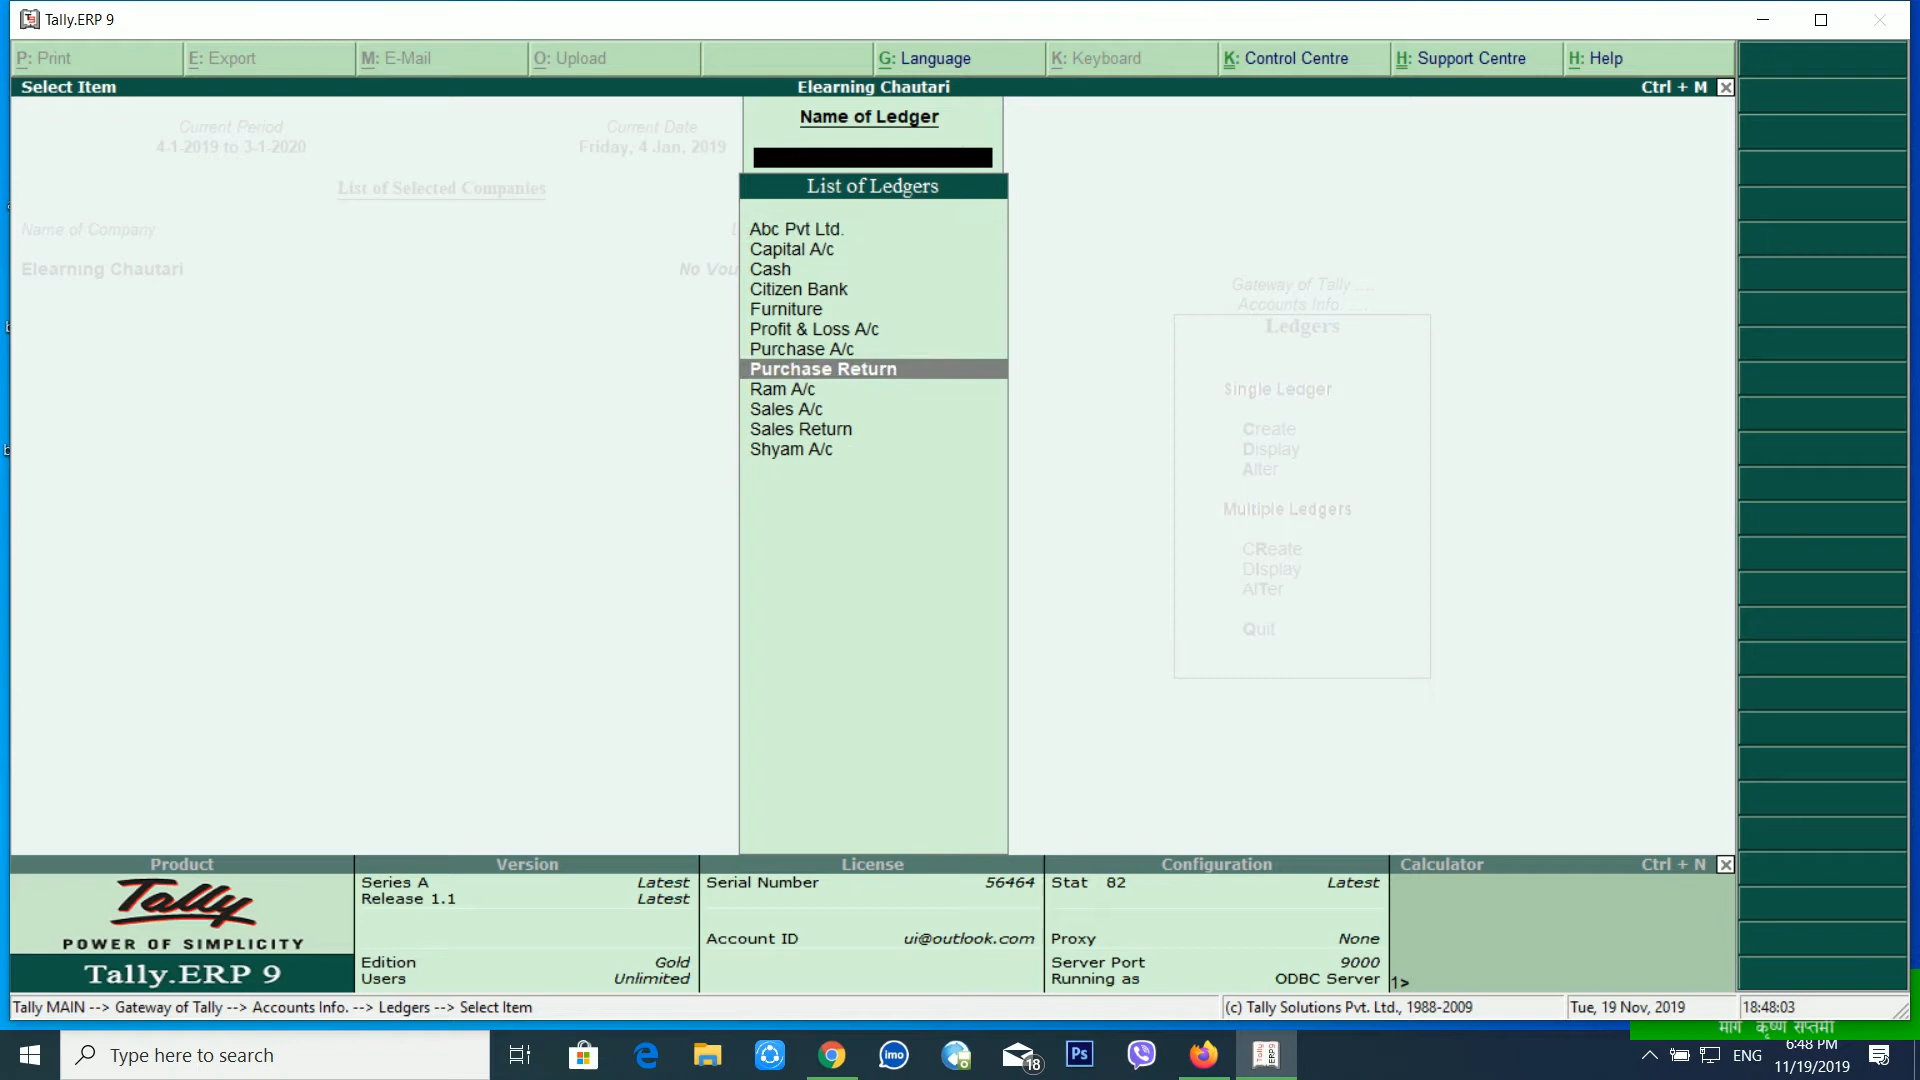 Tally.ERP 9
P: Print
E: Export
M: E-Mail
O: Upload
G: Language
K: Keyboard
K: Control Centre
H: Support Centre
H: Help
Select Item
Elearning Chautari
Ctrl + M
Current Period
4-1-2019 to 3-1-2020
Current Date
Friday, 4 Jan, 2019
List of Selected Companies
Name of Company
Elearning Chautari
No Vou
Name of Ledger
List of Ledgers
Abc Pvt Ltd.
Capital A/c
Cash
Citizen Bank
Furniture
Profit & Loss A/c
Purchase A/c
Purchase Return
Ram A/c
Sales A/c
Sales Return
Shyam A/c
Gateway of Tally .....
Accounts Info. .....
Ledgers
Single Ledger
Create
Display
Alter
Multiple Ledgers
CReate
DIsplay
AlTer
Quit
Product
Tally
POWER OF SIMPLICITY
Tally.ERP 9
Version
Series A Latest
Release 1.1 Latest
Edition Gold
Users Unlimited
License
Serial Number 56464
Account ID ui@outlook.com
Configuration
Stat 82 Latest
Proxy None
Server Port 9000
Running as ODBC Server
Calculator Ctrl + N
1>
Tally MAIN --> Gateway of Tally --> Accounts Info. --> Ledgers --> Select Item
(c) Tally Solutions Pvt. Ltd., 1988-2009
Tue, 19 Nov, 2019
18:48:03
मार्ग कृष्ण सप्तमी
Type here to search
imo
18
Ps
ENG
6:48 PM
11/19/2019